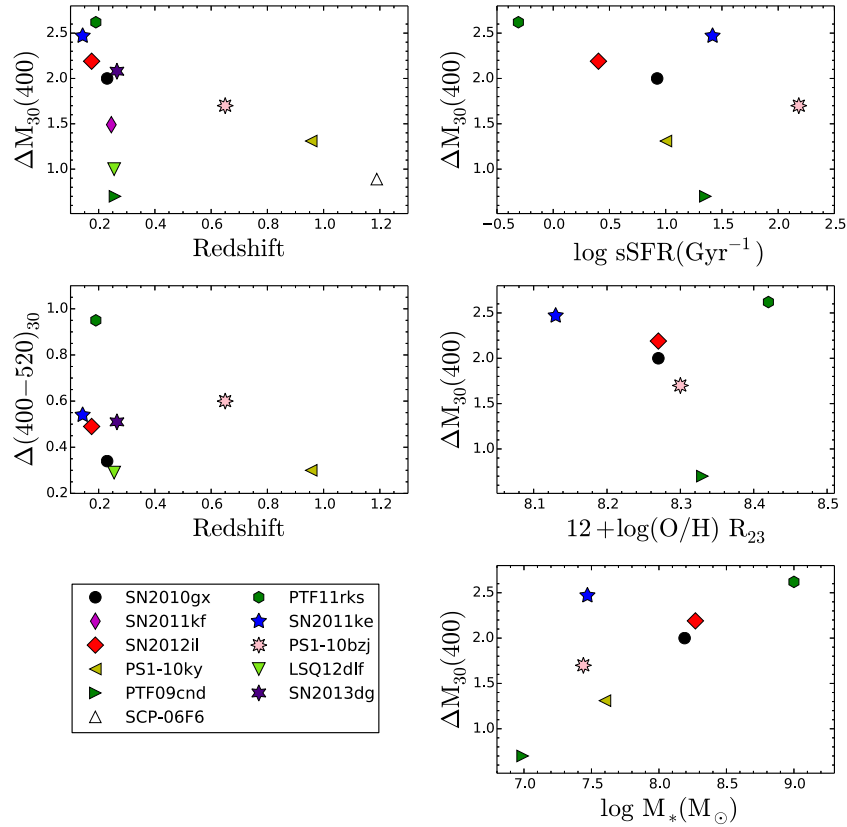 2.5
2.0
1.5
1.0
ΔM₃₀(400)
0.2 0.4 0.6 0.8 1.0 1.2
Redshift
2.5
2.0
1.5
1.0
ΔM₃₀(400)
−0.5 0.0 0.5 1.0 1.5 2.0 2.5
log sSFR(Gyr⁻¹)
1.0
0.8
0.6
0.4
0.2
Δ(400−520)₃₀
0.2 0.4 0.6 0.8 1.0 1.2
Redshift
2.5
2.0
1.5
1.0
ΔM₃₀(400)
8.1 8.2 8.3 8.4 8.5
12+log(O/H) R₂₃
SN2010gx
SN2011kf
SN2012il
PS1-10ky
PTF09cnd
SCP-06F6
PTF11rks
SN2011ke
PS1-10bzj
LSQ12dlf
SN2013dg
2.5
2.0
1.5
1.0
ΔM₃₀(400)
7.0 7.5 8.0 8.5 9.0
log M*(M⊙)